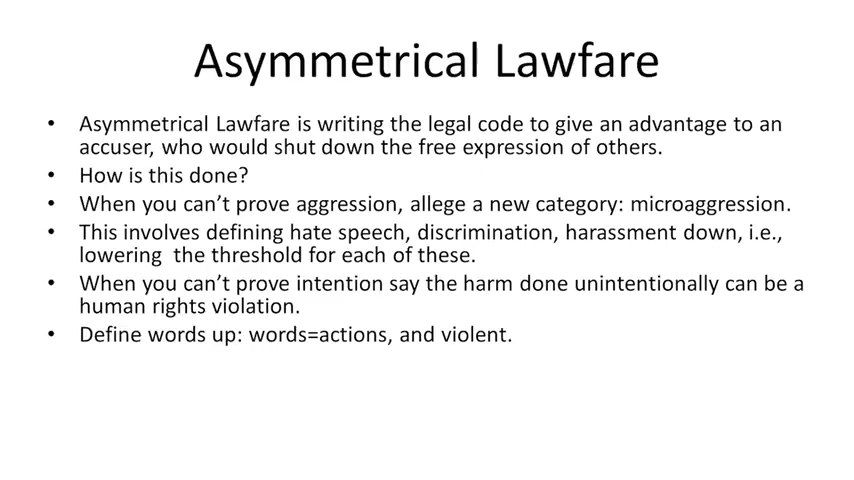 Asymmetrical Lawfare
• Asymmetrical Lawfare is writing the legal code to give an advantage to an
accuser, who would shut down the free expression of others.
• How is this done?
• When you can’t prove aggression, allege a new category: microaggression.
• This involves defining hate speech, discrimination, harassment down, i.e.,
lowering  the threshold for each of these.
• When you can’t prove intention say the harm done unintentionally can be a
human rights violation.
• Define words up: words=actions, and violent.